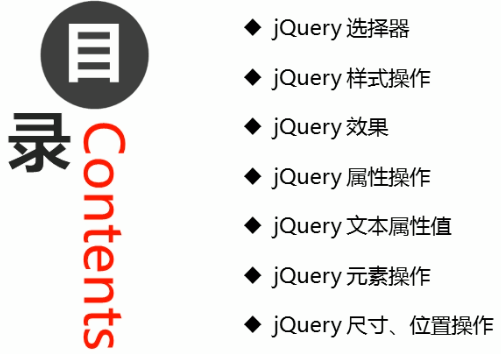 目录
Contents
◆ jQuery 选择器
◆ jQuery 样式操作
◆ jQuery 效果
◆ jQuery 属性操作
◆ jQuery 文本属性值
◆ jQuery 元素操作
◆ jQuery 尺寸、位置操作